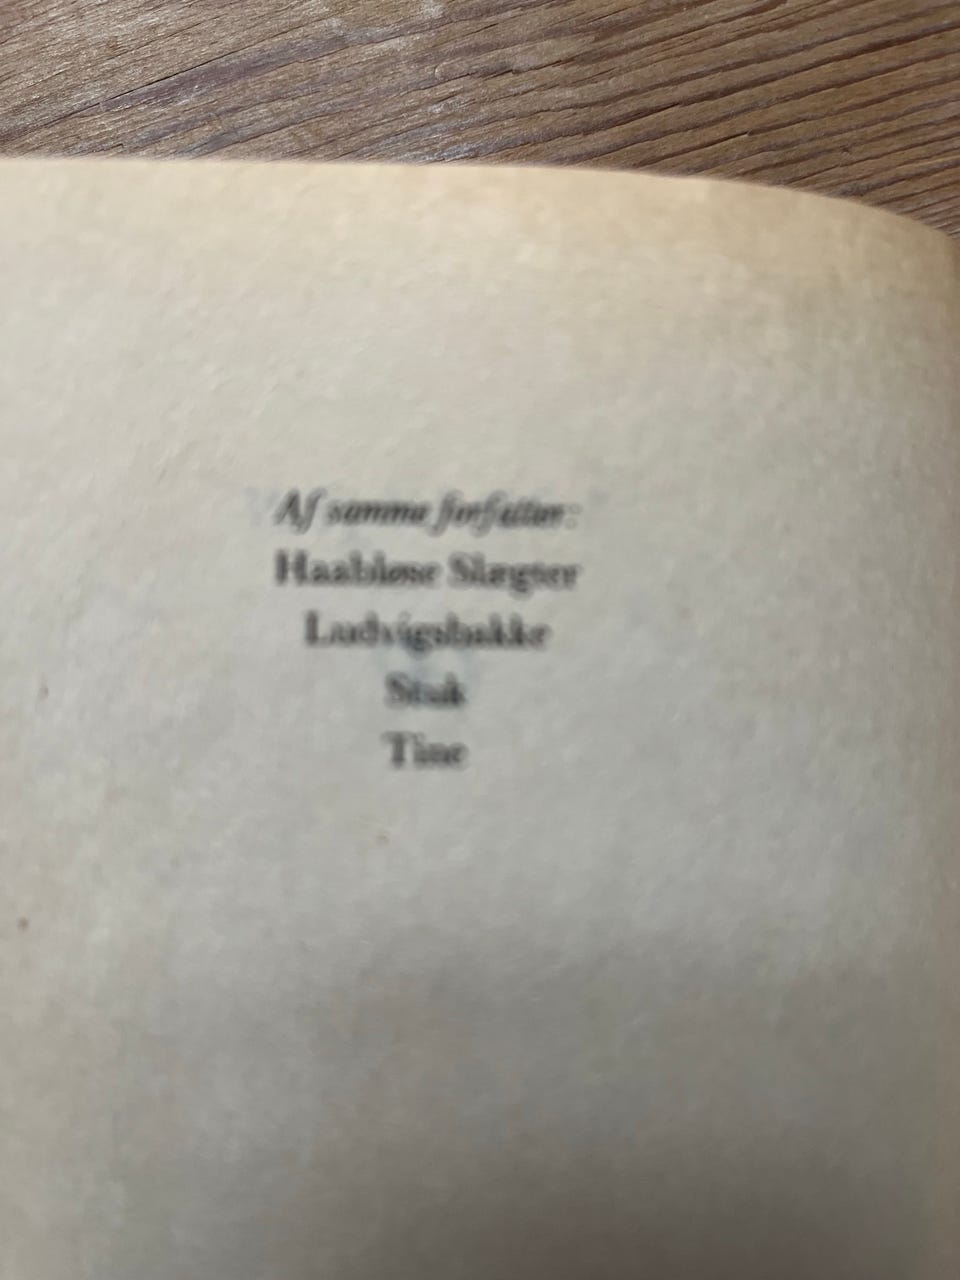 Af samme forfatter:
Haabløse Slægter
Ludvigsbakke
Stuk
Tine